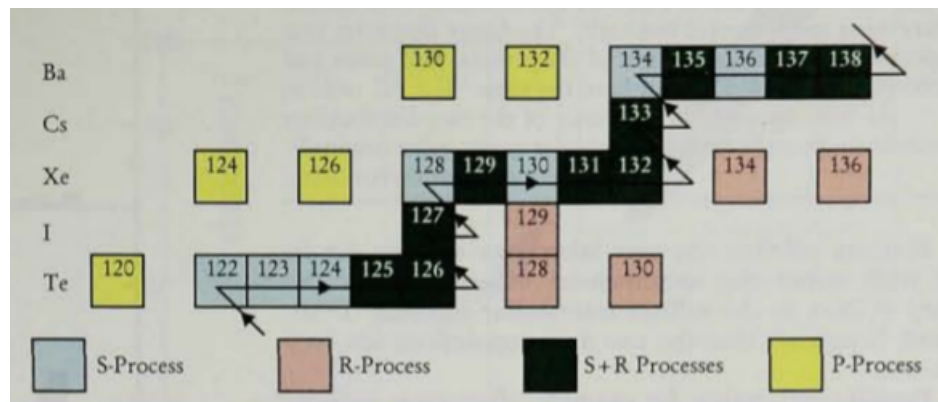 Ba 130 132 134 135 136 137 138
Cs 133
Xe 124 126 128 129 130 131 132 134 136
I 127 129
Te 120 122 123 124 125 126 128 130
S-Process R-Process S+R Processes P-Process